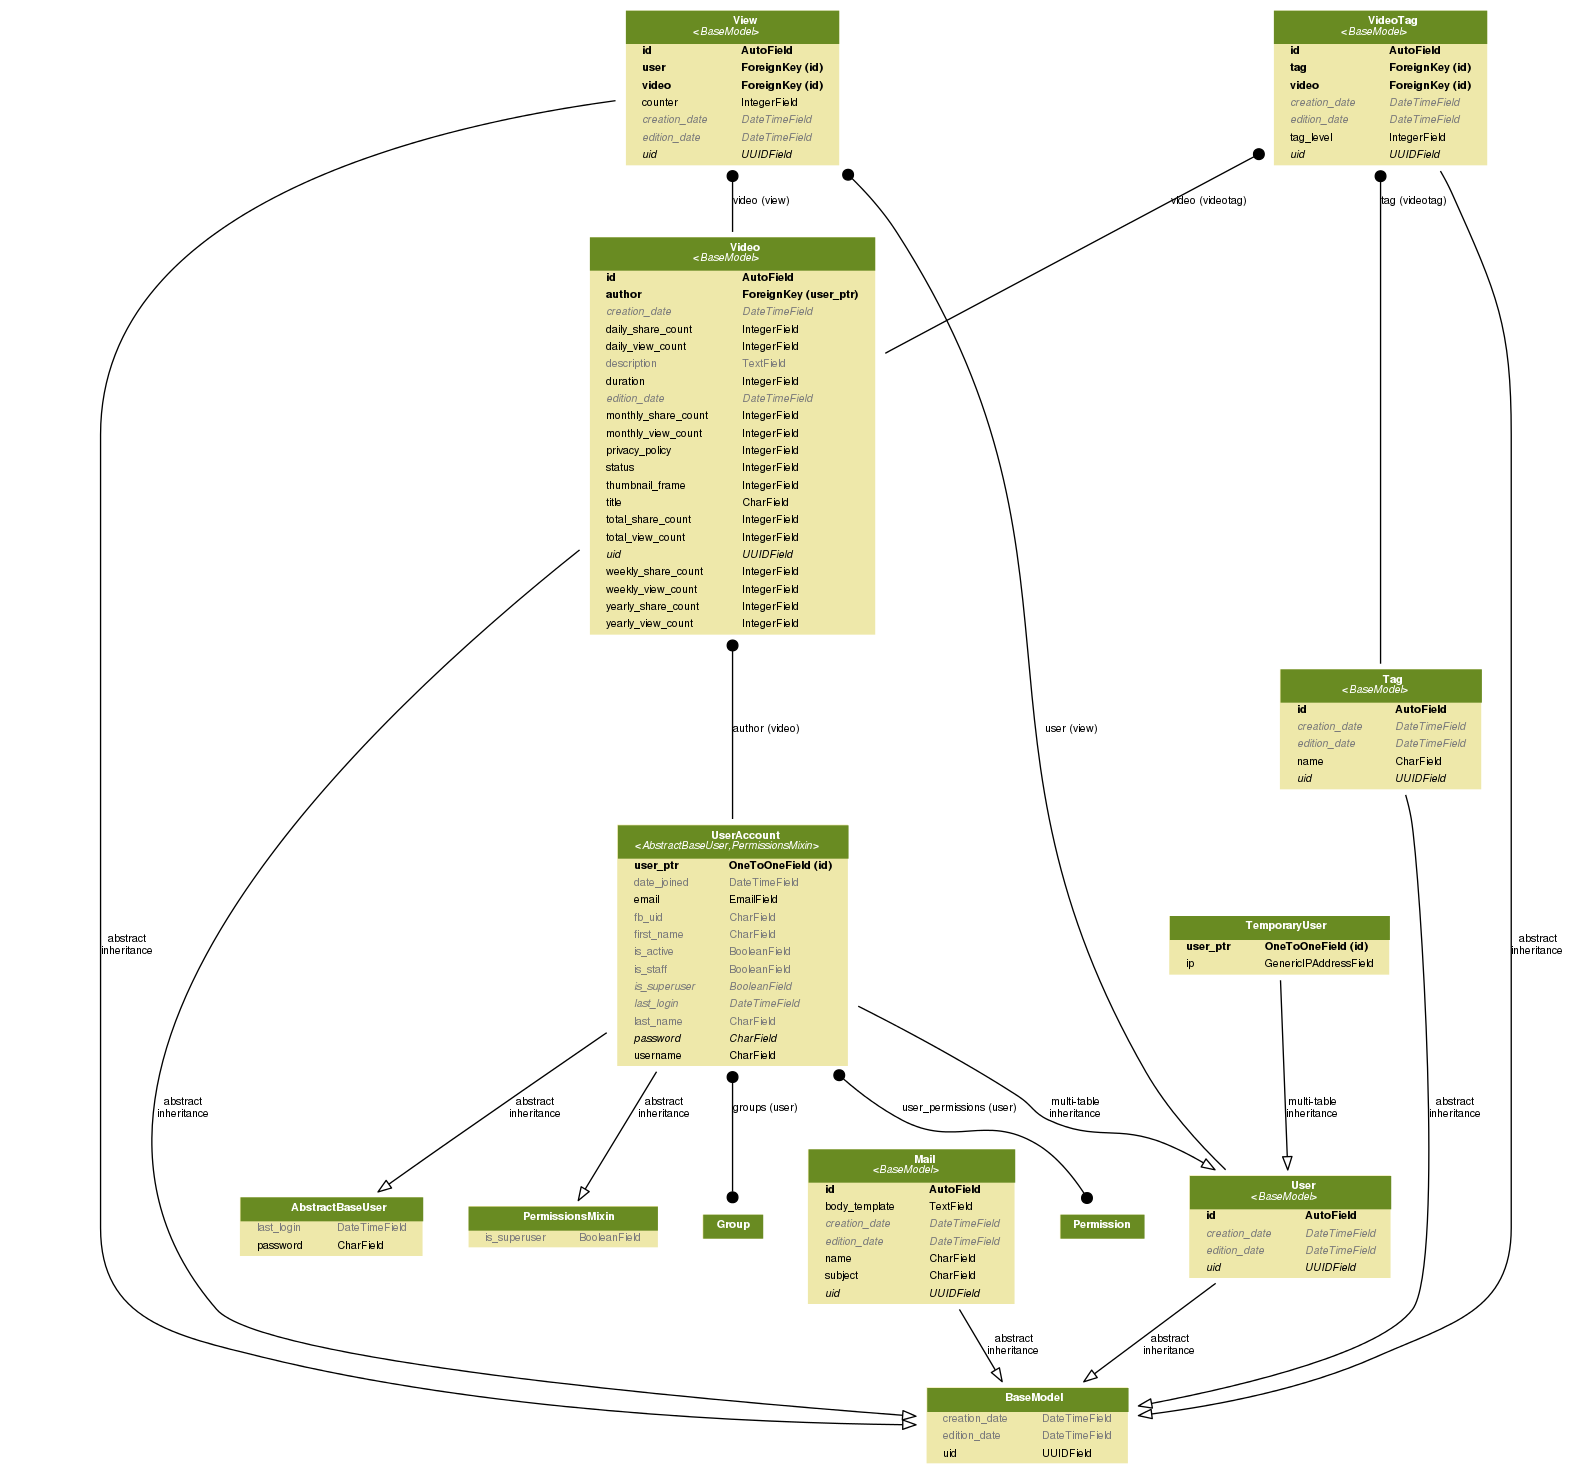 View
<BaseModel>
id AutoField
user ForeignKey (id)
video ForeignKey (id)
counter IntegerField
creation_date DateTimeField
edition_date DateTimeField
uid UUIDField
VideoTag
<BaseModel>
id AutoField
tag ForeignKey (id)
video ForeignKey (id)
creation_date DateTimeField
edition_date DateTimeField
tag_level IntegerField
uid UUIDField
video (view)
video (videotag)
tag (videotag)
Video
<BaseModel>
id AutoField
author ForeignKey (user_ptr)
creation_date DateTimeField
daily_share_count IntegerField
daily_view_count IntegerField
description TextField
duration IntegerField
edition_date DateTimeField
monthly_share_count IntegerField
monthly_view_count IntegerField
privacy_policy IntegerField
status IntegerField
thumbnail_frame IntegerField
title CharField
total_share_count IntegerField
total_view_count IntegerField
uid UUIDField
weekly_share_count IntegerField
weekly_view_count IntegerField
yearly_share_count IntegerField
yearly_view_count IntegerField
Tag
<BaseModel>
id AutoField
creation_date DateTimeField
edition_date DateTimeField
name CharField
uid UUIDField
author (video)
user (view)
UserAccount
<AbstractBaseUser,PermissionsMixin>
user_ptr OneToOneField (id)
date_joined DateTimeField
email EmailField
fb_uid CharField
first_name CharField
is_active BooleanField
is_staff BooleanField
is_superuser BooleanField
last_login DateTimeField
last_name CharField
password CharField
username CharField
TemporaryUser
user_ptr OneToOneField (id)
ip GenericIPAddressField
abstract
inheritance
abstract
inheritance
abstract
inheritance
abstract
inheritance
abstract
inheritance
groups (user)
user_permissions (user)
multi-table
inheritance
multi-table
inheritance
abstract
inheritance
AbstractBaseUser
last_login DateTimeField
password CharField
PermissionsMixin
is_superuser BooleanField
Group
Mail
<BaseModel>
id AutoField
body_template TextField
creation_date DateTimeField
edition_date DateTimeField
name CharField
subject CharField
uid UUIDField
Permission
User
<BaseModel>
id AutoField
creation_date DateTimeField
edition_date DateTimeField
uid UUIDField
abstract
inheritance
abstract
inheritance
BaseModel
creation_date DateTimeField
edition_date DateTimeField
uid UUIDField